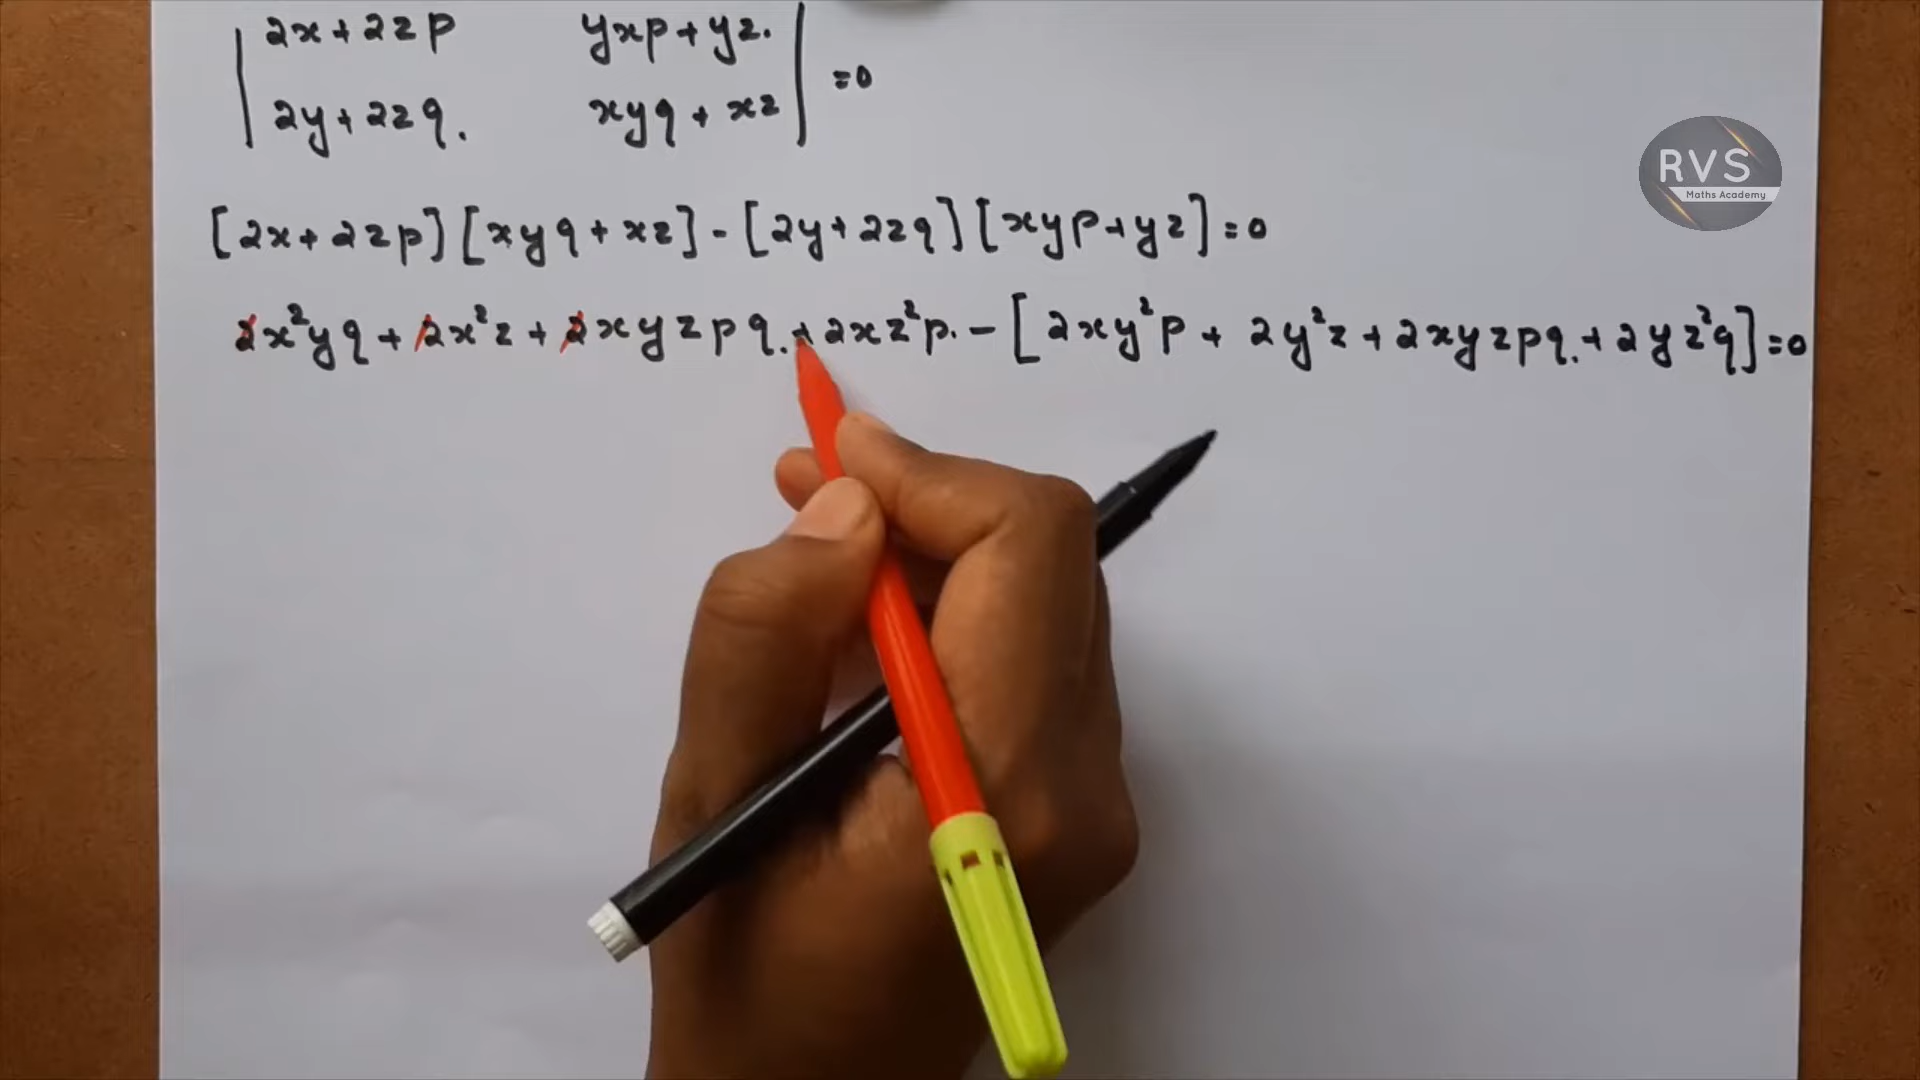 | 2x+2zp yxp+yz. |
| 2y+2zq. xyq+xz | =0
RVS
Maths Academy
[2x+2zp][xyq+xz]-[2y+2zq][xyp+yz]=0
2x²yq+2x²z+2xyzpq.+2xz²p.-[2xy²p+2y²z+2xyzpq.+2yz²q]=0